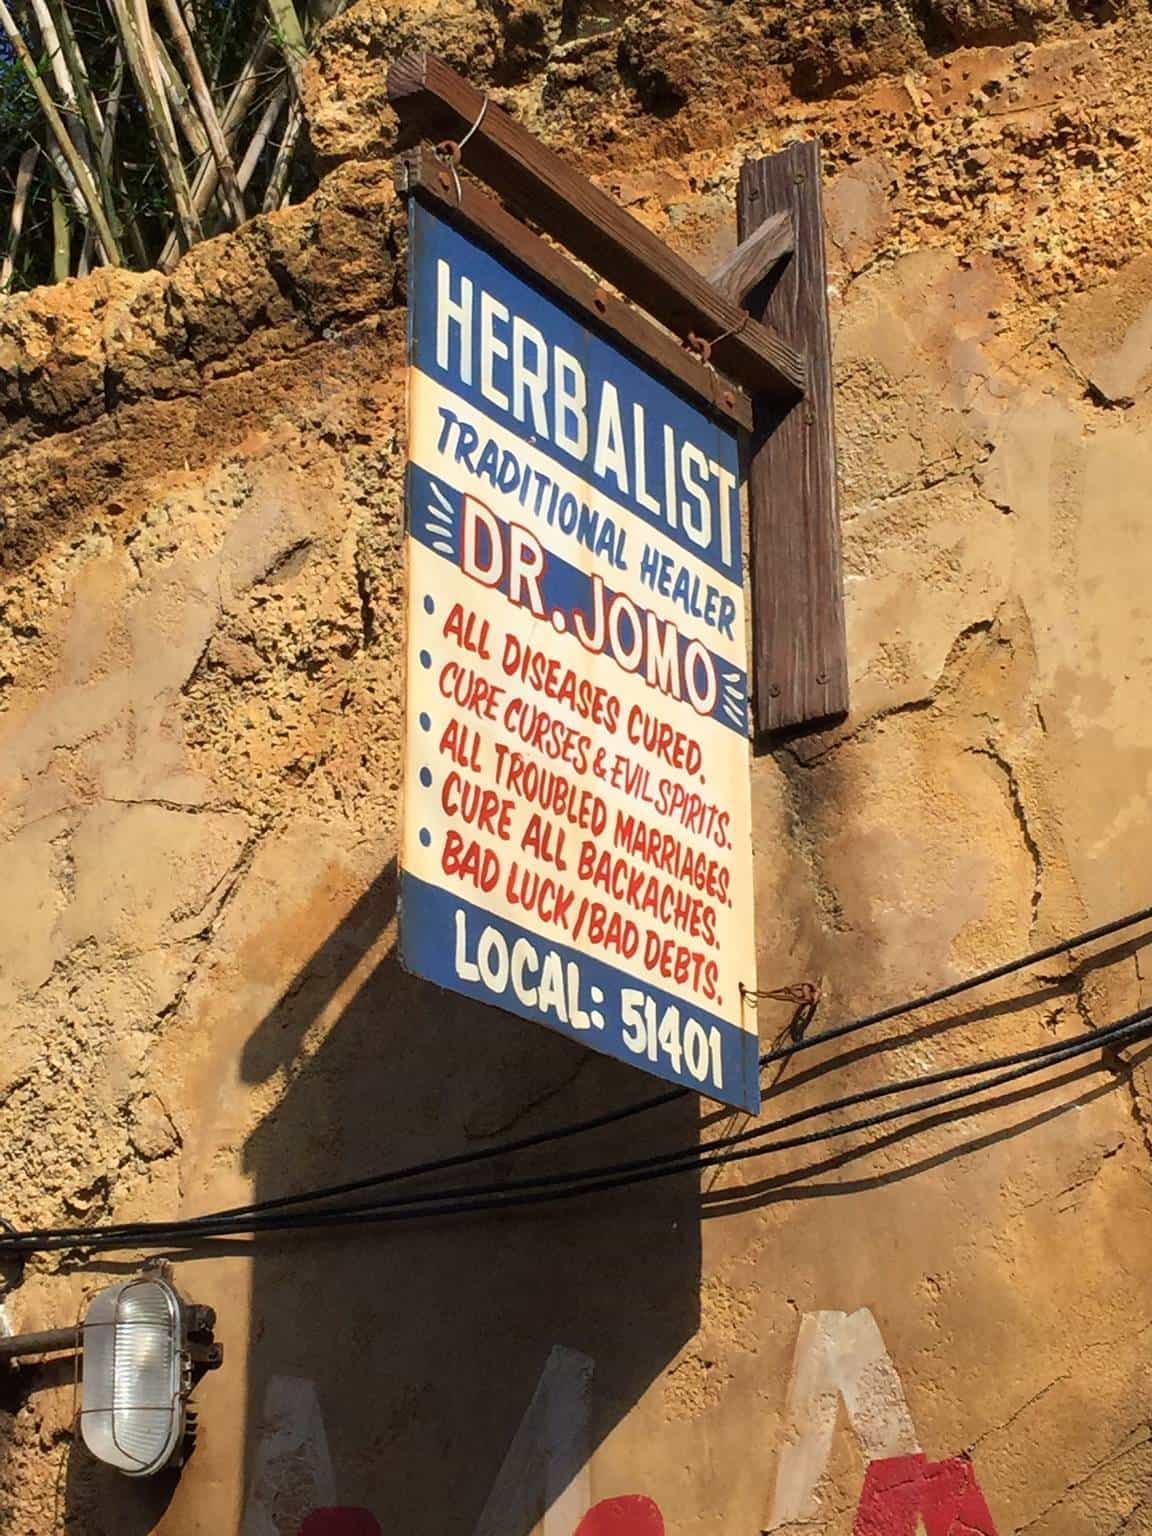 HERBALIST
TRADITIONAL HEALER
DR. JOMO
• ALL DISEASES CURED.
• CURE CURSES & EVIL SPIRITS.
• ALL TROUBLED MARRIAGES.
• CURE ALL BACKACHES.
• BAD LUCK/BAD DEBTS.
LOCAL: 51401